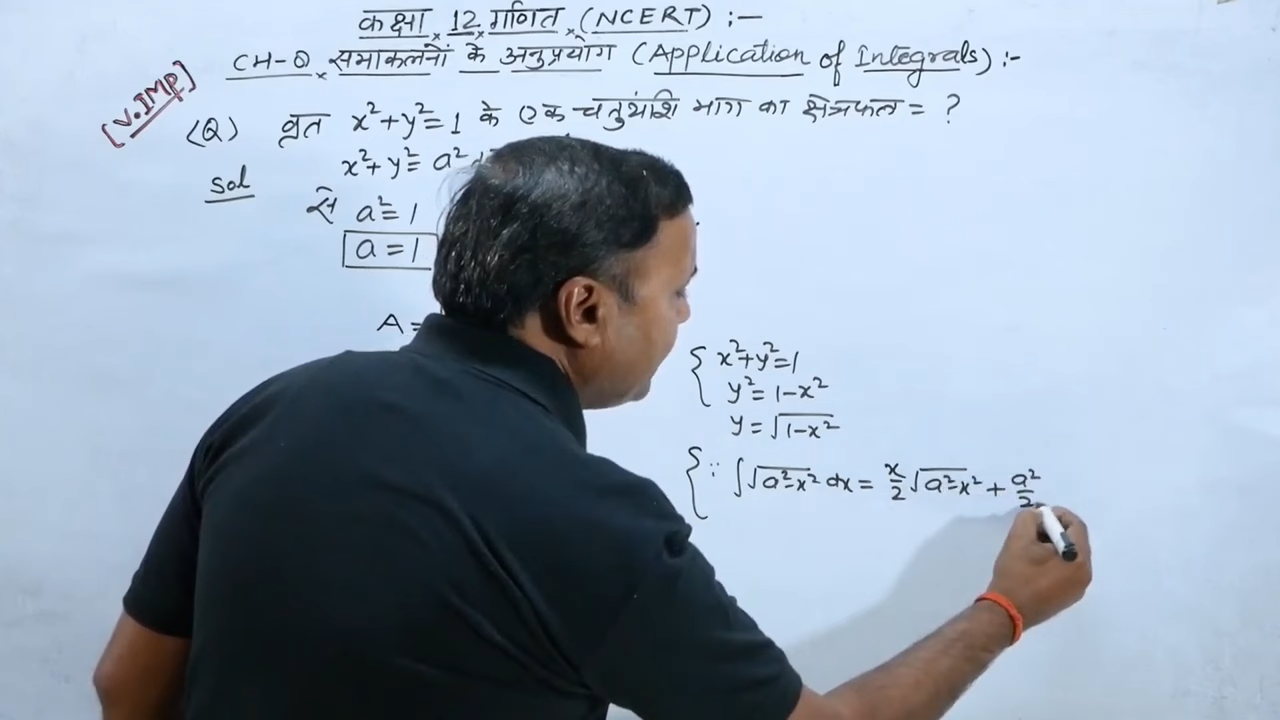 कक्षा 12 गणित (NCERT) :—
CH-8 समाकलनों के अनुप्रयोग (Application of Integrals) :-
[V.IMP]
(Q) वृत x²+y²=1 के एक चतुर्थांश भाग का क्षेत्रफल = ?
Sol
x²+y²=a²
से a²=1
a=1
A=
x²+y²=1
y²=1-x²
y=√1-x²
∵ ∫√a²-x² dx = x/2 √a²-x² + a²/2